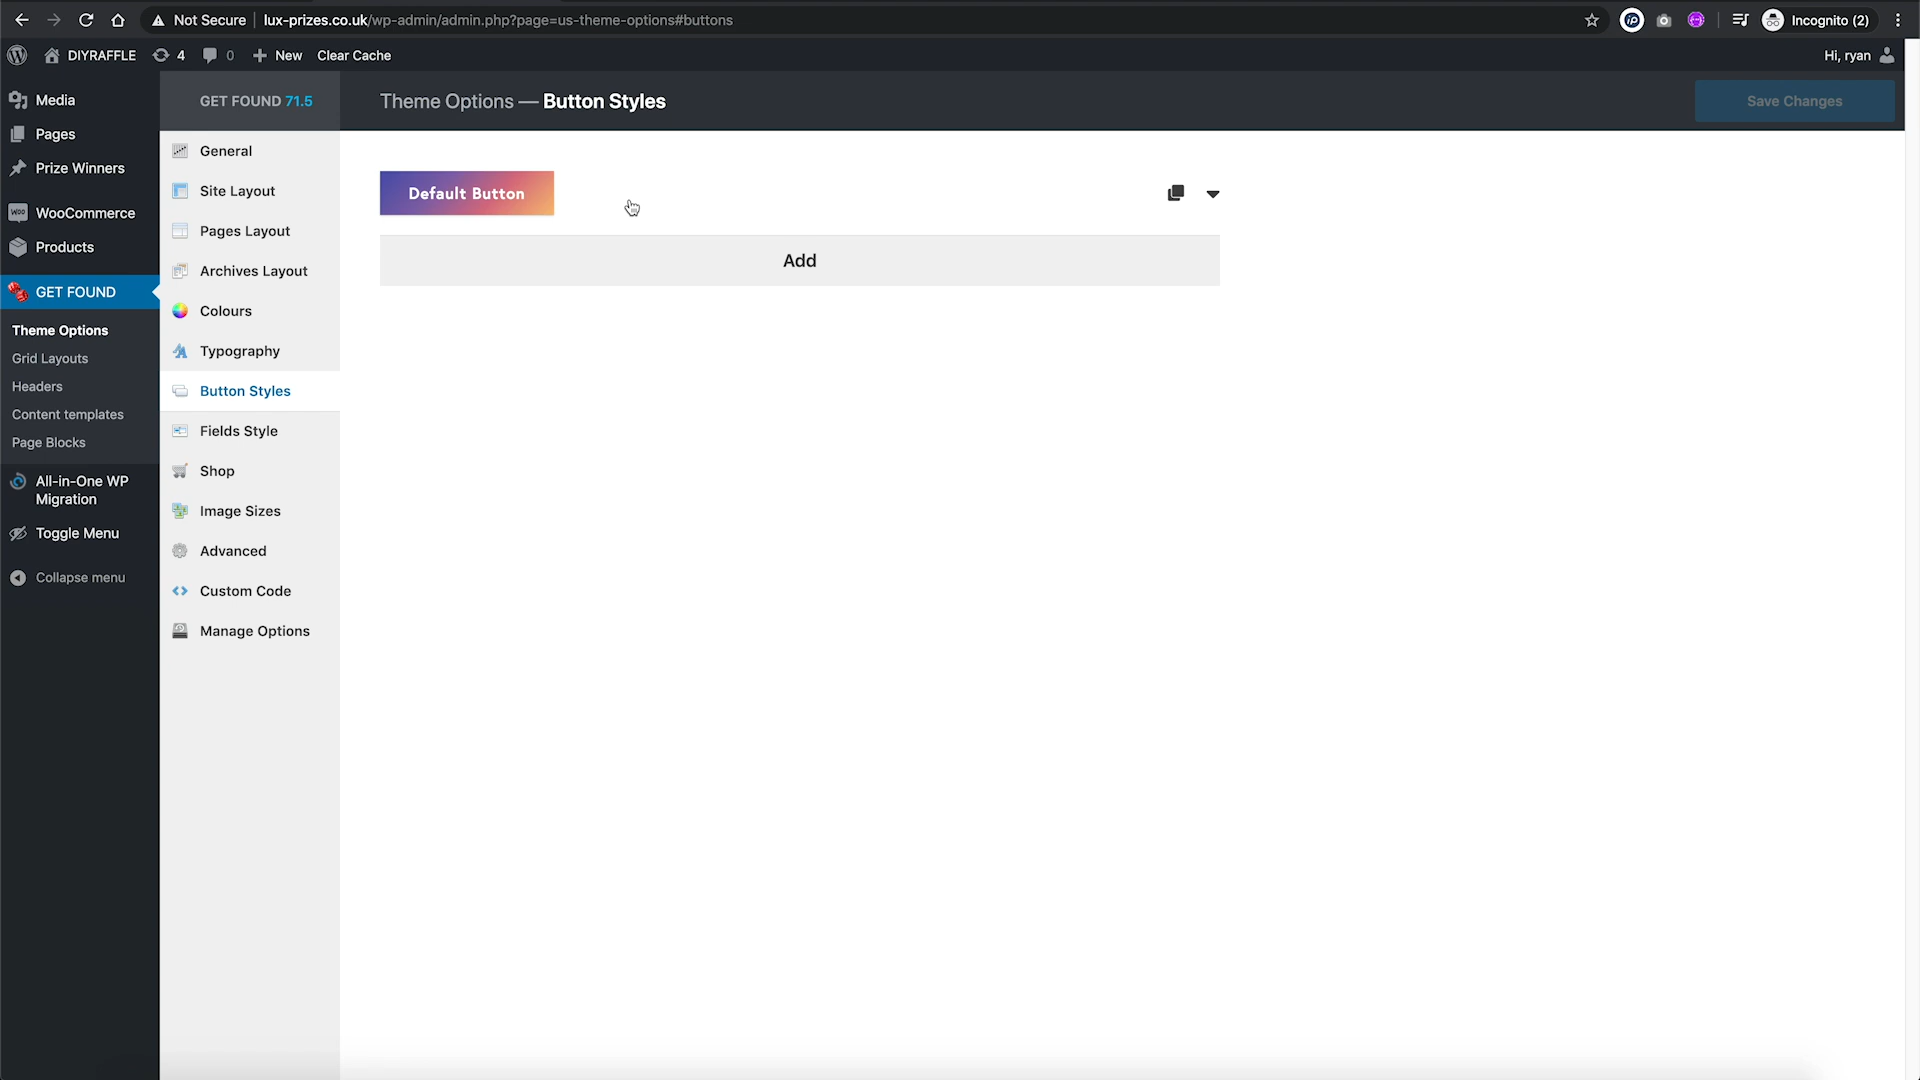 Not Secure lux-prizes.co.uk/wp-admin/admin.php?page=us-theme-options#buttons
Incognito (2)
DIYRAFFLE 4 0 New Clear Cache
Hi, ryan
Media
Pages
Prize Winners
WooCommerce
Products
GET FOUND
Theme Options
Grid Layouts
Headers
Content templates
Page Blocks
All-in-One WP
Migration
Toggle Menu
Collapse menu
GET FOUND 71.5
General
Site Layout
Pages Layout
Archives Layout
Colours
Typography
Button Styles
Fields Style
Shop
Image Sizes
Advanced
Custom Code
Manage Options
Theme Options — Button Styles
Save Changes
Default Button
Add